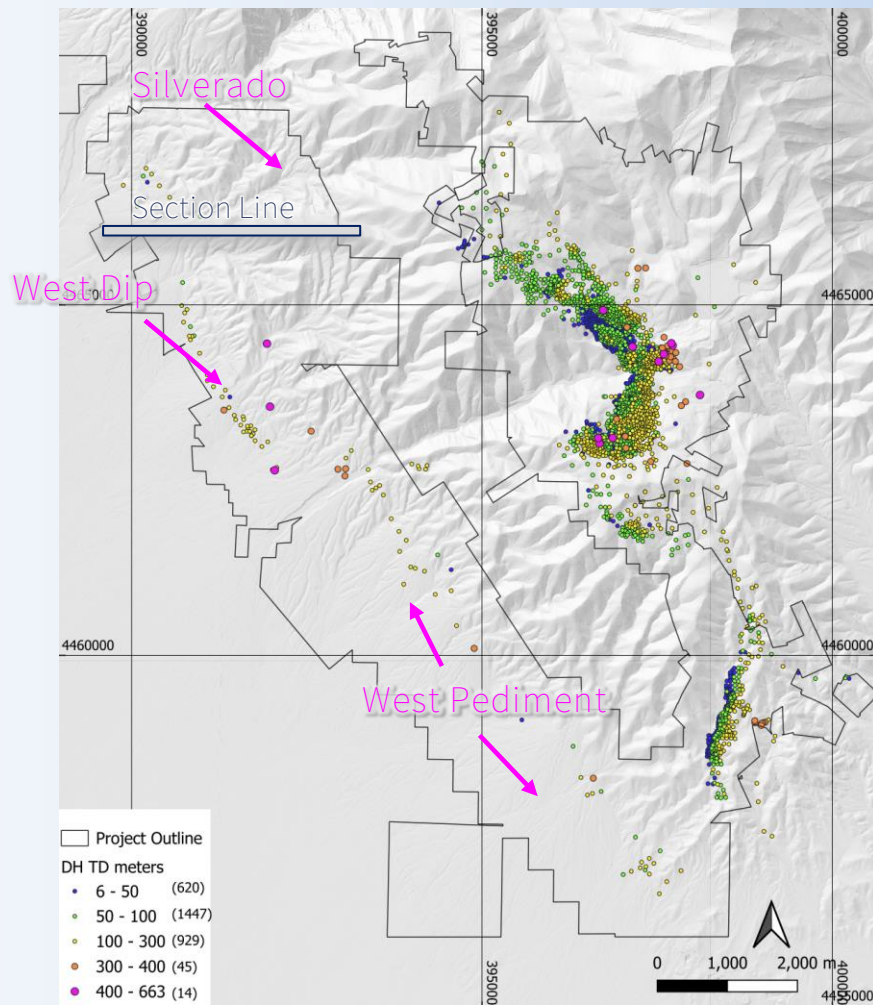 390000
395000
400000
Silverado
Section Line
West Dip
4465000
4465000
4460000
4460000
West Pediment
Project Outline
DH TD meters
6 - 50 (620)
50 - 100 (1447)
100 - 300 (929)
300 - 400 (45)
400 - 663 (14)
0 1,000 2,000 m
395000
400000
4455000